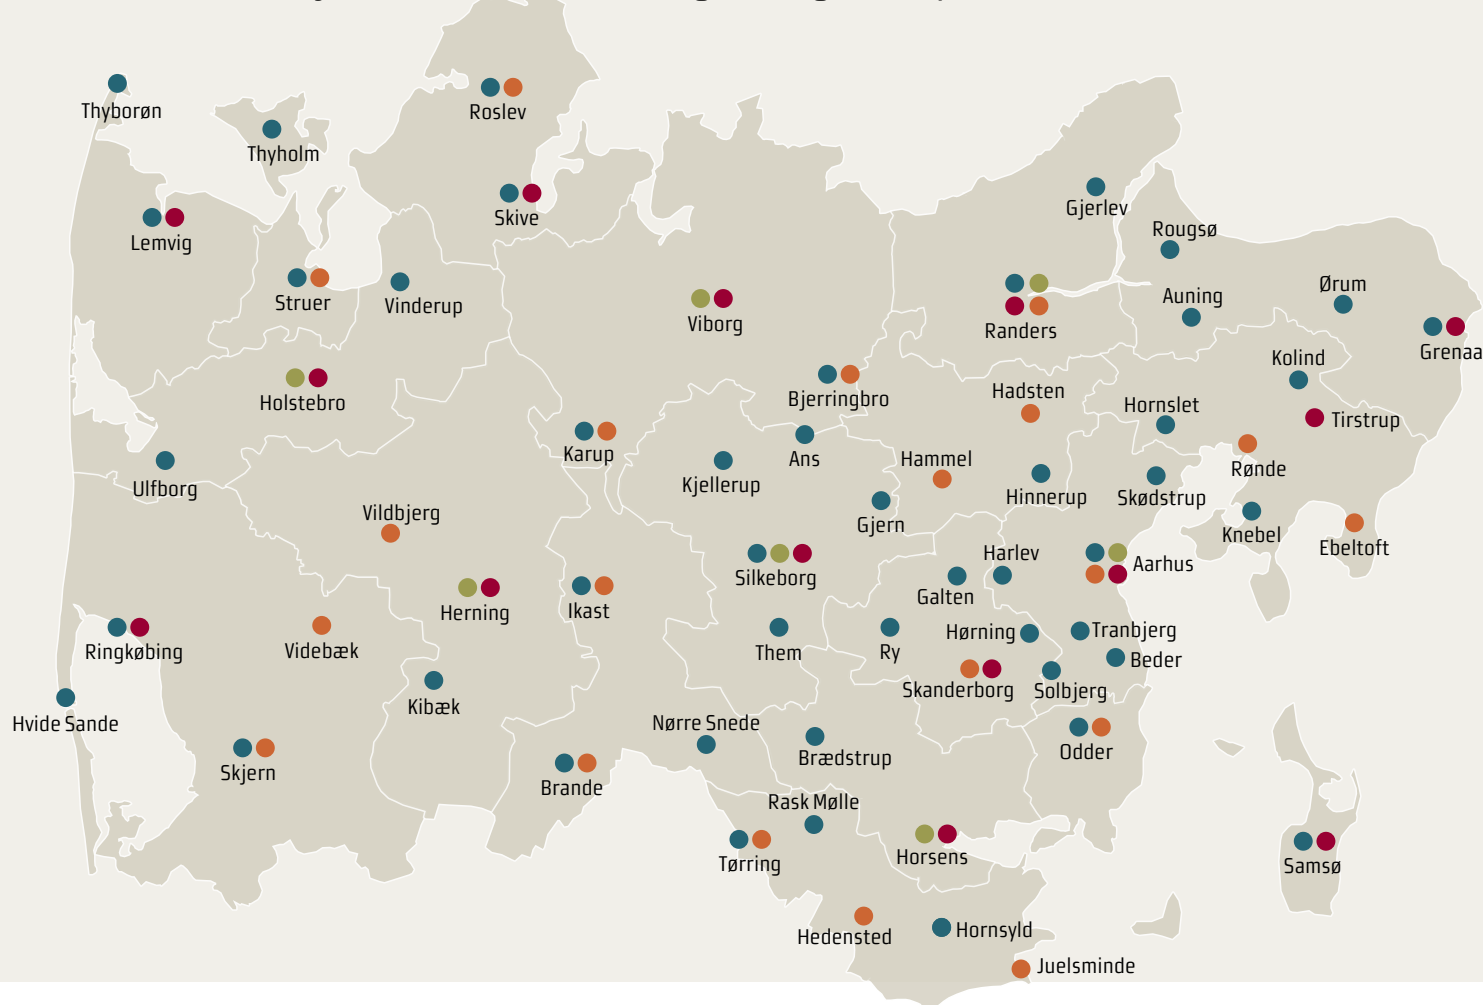 Thyborøn
Roslev
Thyholm
Skive
Gjerlev
Rougsø
Lemvig
Struer
Vinderup
Viborg
Randers
Auning
Ørum
Grenaa
Kolind
Holstebro
Bjerringbro
Hadsten
Hornslet
Tirstrup
Karup
Ans
Hammel
Rønde
Ulfborg
Kjellerup
Hinnerup
Skødstrup
Vildbjerg
Gjern
Knebel
Ebeltoft
Silkeborg
Harlev
Aarhus
Herning
Ikast
Galten
Ringkøbing
Videbæk
Them
Ry
Hørning
Tranbjerg
Beder
Kibæk
Skanderborg
Solbjerg
Hvide Sande
Nørre Snede
Brædstrup
Odder
Skjern
Brande
Rask Mølle
Tørring
Horsens
Samsø
Hedensted
Hornsyld
Juelsminde